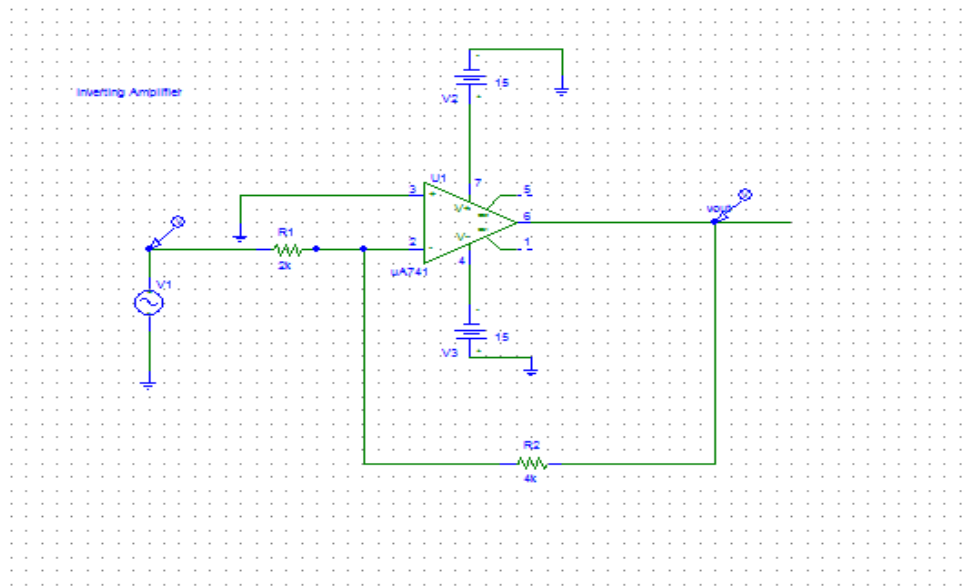 -
15
V2
+
Inverting Amplifier
U1
7
3
+
5
V+
vout
6
R1
2
-
V-
1
2k
4
uA741
V1
-
15
V3
+
R2
4k